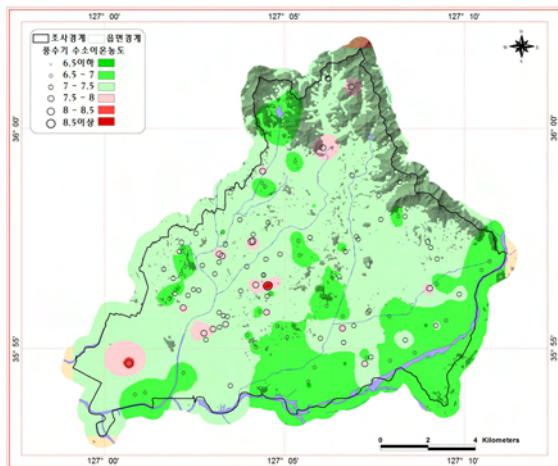 127° 00'
127° 05'
127° 10'
조사경계 읍면경계
풍수기 수소이온농도
6.5이하
6.5 - 7
7 - 7.5
7.5 - 8
8 - 8.5
8.5이상
N
W E
S
36° 00'
36° 00'
35° 55'
35° 55'
0 2 4 Kilometers
127° 00'
127° 05'
127° 10'